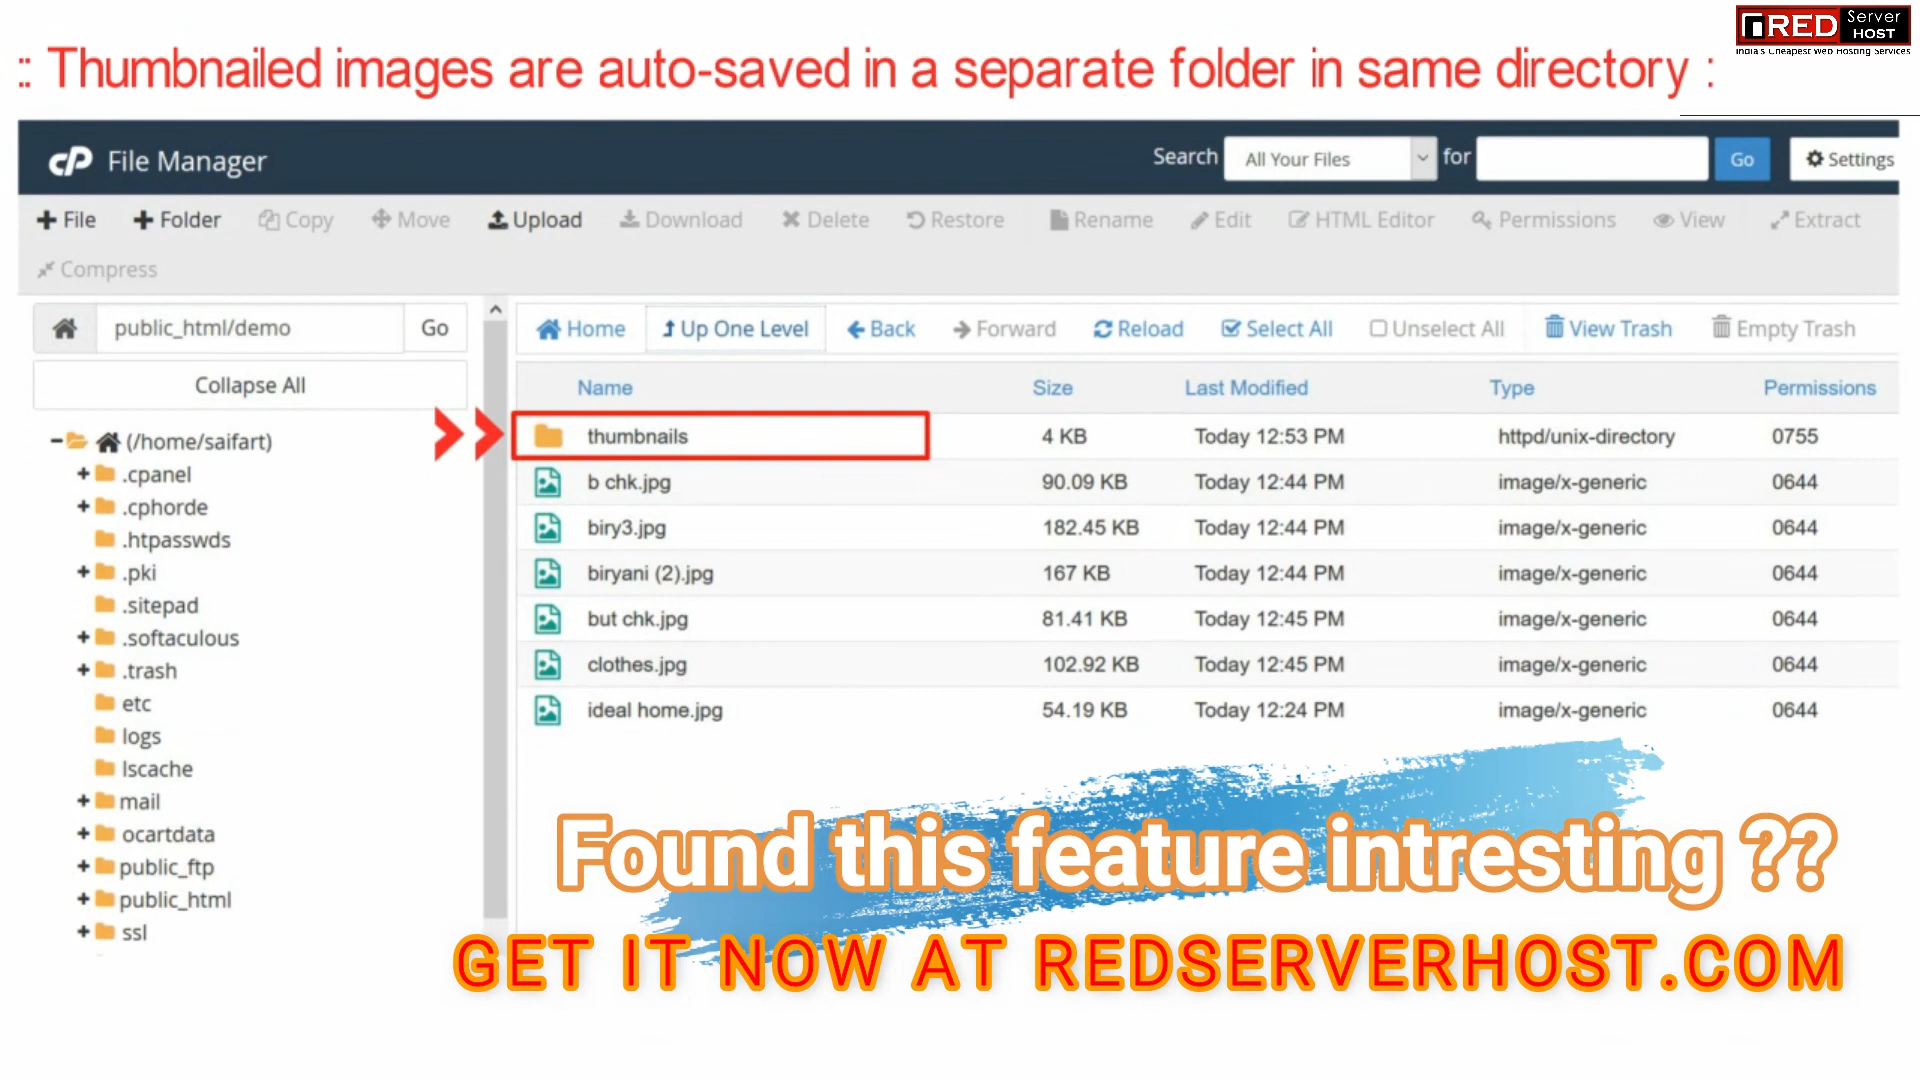 RED Server HOST
India's Cheapest Web Hosting Services
:: Thumbnailed images are auto-saved in a separate folder in same directory :
cP File Manager
Search All Your Files for Go Settings
File Folder Copy Move Upload Download Delete Restore Rename Edit HTML Editor Permissions View Extract
Compress
public_html/demo Go
Collapse All
(/home/saifart)
.cpanel
.cphorde
.htpasswds
.pki
.sitepad
.softaculous
.trash
etc
logs
lscache
mail
ocartdata
public_ftp
public_html
ssl
Home Up One Level Back Forward Reload Select All Unselect All View Trash Empty Trash
Name Size Last Modified Type Permissions
thumbnails 4 KB Today 12:53 PM httpd/unix-directory 0755
b chk.jpg 90.09 KB Today 12:44 PM image/x-generic 0644
biry3.jpg 182.45 KB Today 12:44 PM image/x-generic 0644
biryani (2).jpg 167 KB Today 12:44 PM image/x-generic 0644
but chk.jpg 81.41 KB Today 12:45 PM image/x-generic 0644
clothes.jpg 102.92 KB Today 12:45 PM image/x-generic 0644
ideal home.jpg 54.19 KB Today 12:24 PM image/x-generic 0644
Found this feature intresting ??
GET IT NOW AT REDSERVERHOST.COM